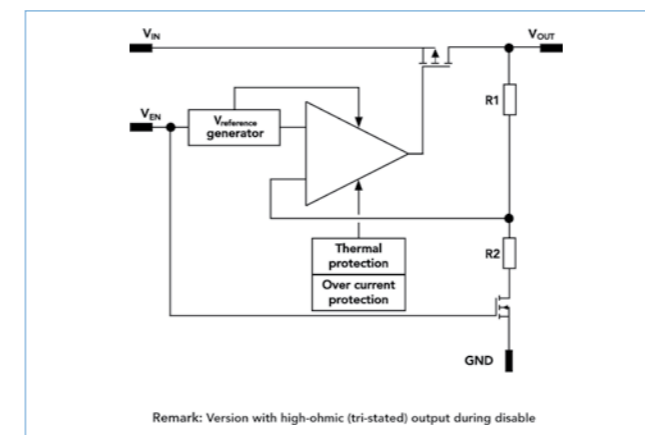 VIN
VOUT
R1
VEN
Vreference
generator
Thermal
protection
R2
Over current
protection
GND
Remark: Version with high-ohmic (tri-stated) output during disable